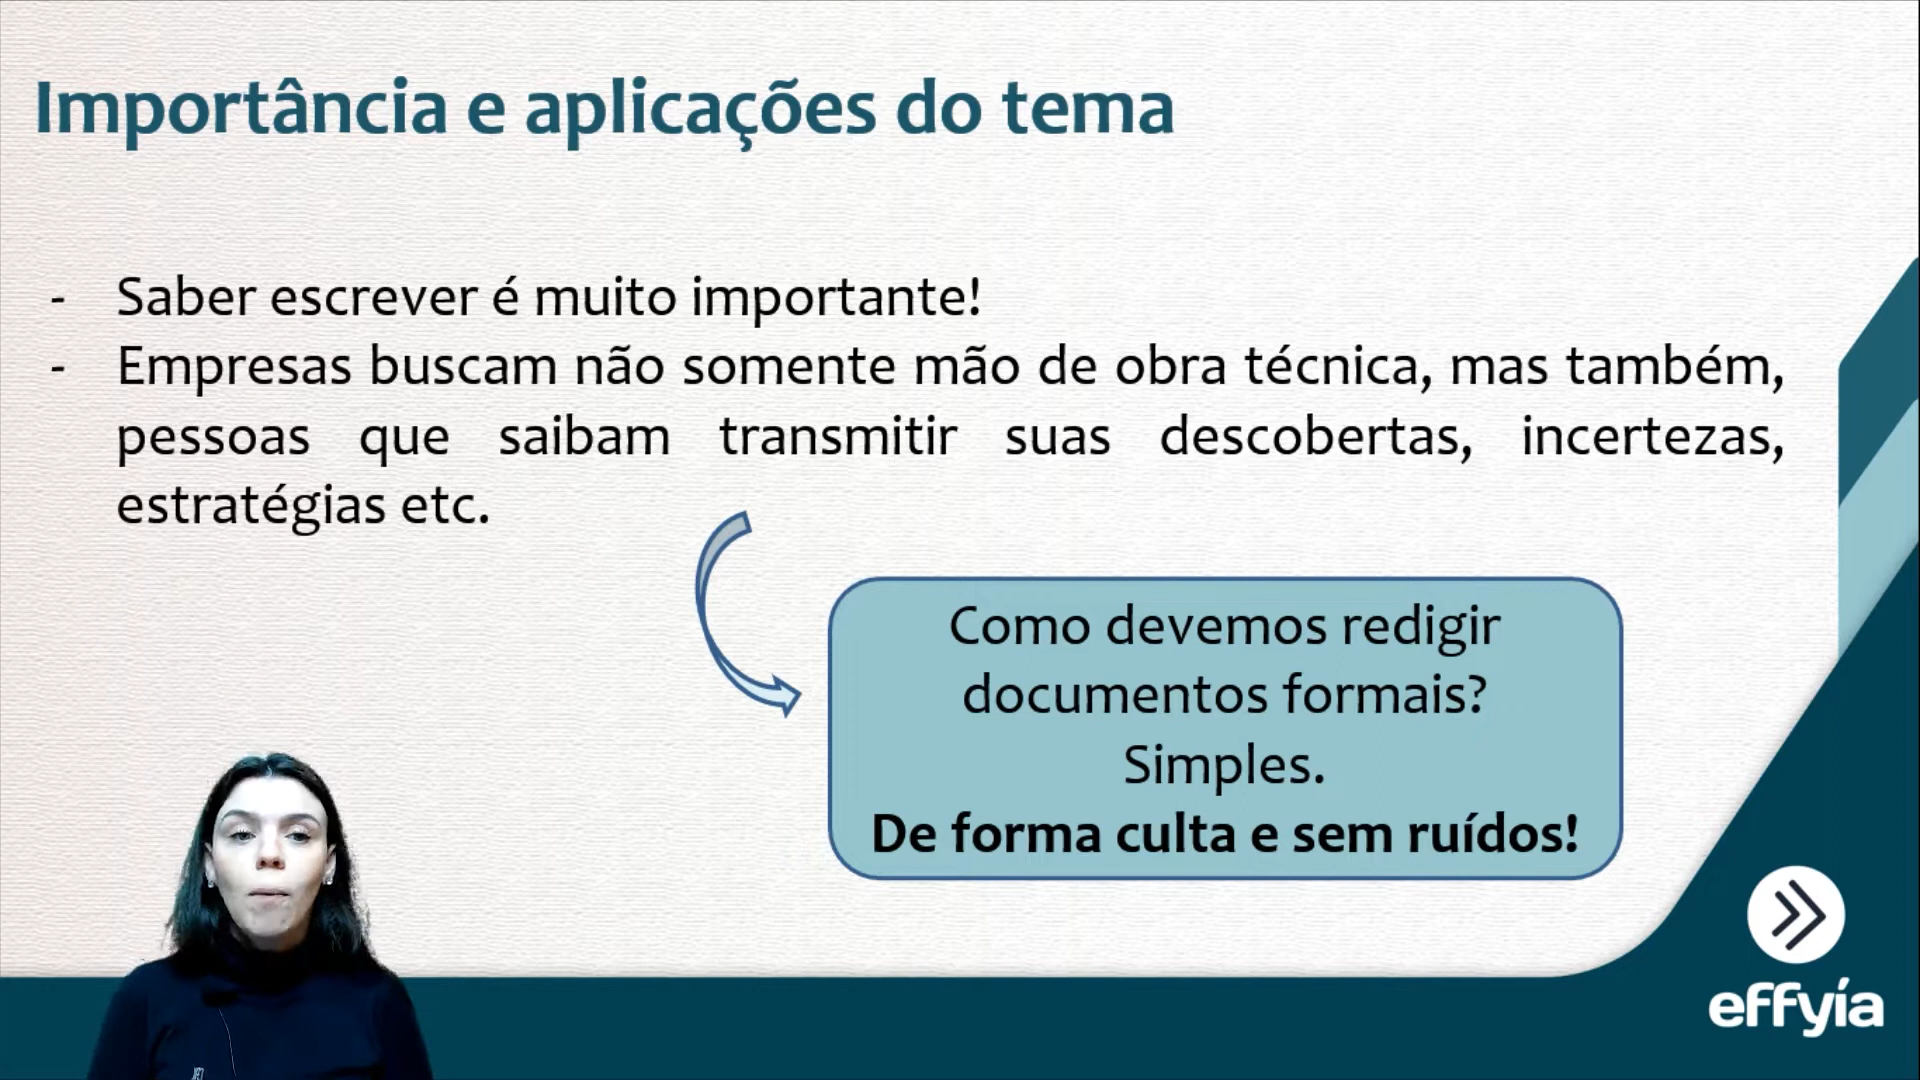 Importância e aplicações do tema
- Saber escrever é muito importante!
- Empresas buscam não somente mão de obra técnica, mas também,
pessoas que saibam transmitir suas descobertas, incertezas,
estratégias etc.
Como devemos redigir
documentos formais?
Simples.
De forma culta e sem ruídos!
effyía